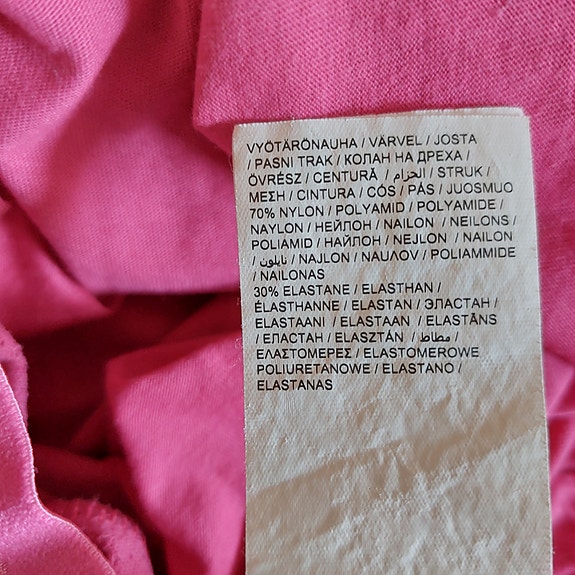 VYÖTÄRÖNAUHA / VÄRVEL / JOSTA
/ PASNI TRAK / КОЛАН НА ДРЕХА /
ÖVRÉSZ / CENTURĂ / الحزام / STRUK /
ΜΕΣΗ / CINTURA / CÓS / PÁS / JUOSMUO
70% NYLON / POLYAMID / POLYAMIDE /
NAYLON / НЕЙЛОН / NAILON / NEILONS /
POLIAMID / НАЙЛОН / NEJLON / NAILON
/ نايلون / NAJLON / ΝΑΥΛΟV / POLIAMMIDE
/ NAILONAS
30% ELASTANE / ELASTHAN /
ÉLASTHANNE / ELASTAN / ЭЛАСТАН /
ELASTAANI / ELASTAAN / ELASTĀNS
/ ЕЛАСТАН / ELASZTÁN / مطاط /
ΕΛΑΣΤΟΜΕΡΕΣ / ELASTOMEROWE
POLIURETANOWE / ELASTANO /
ELASTANAS